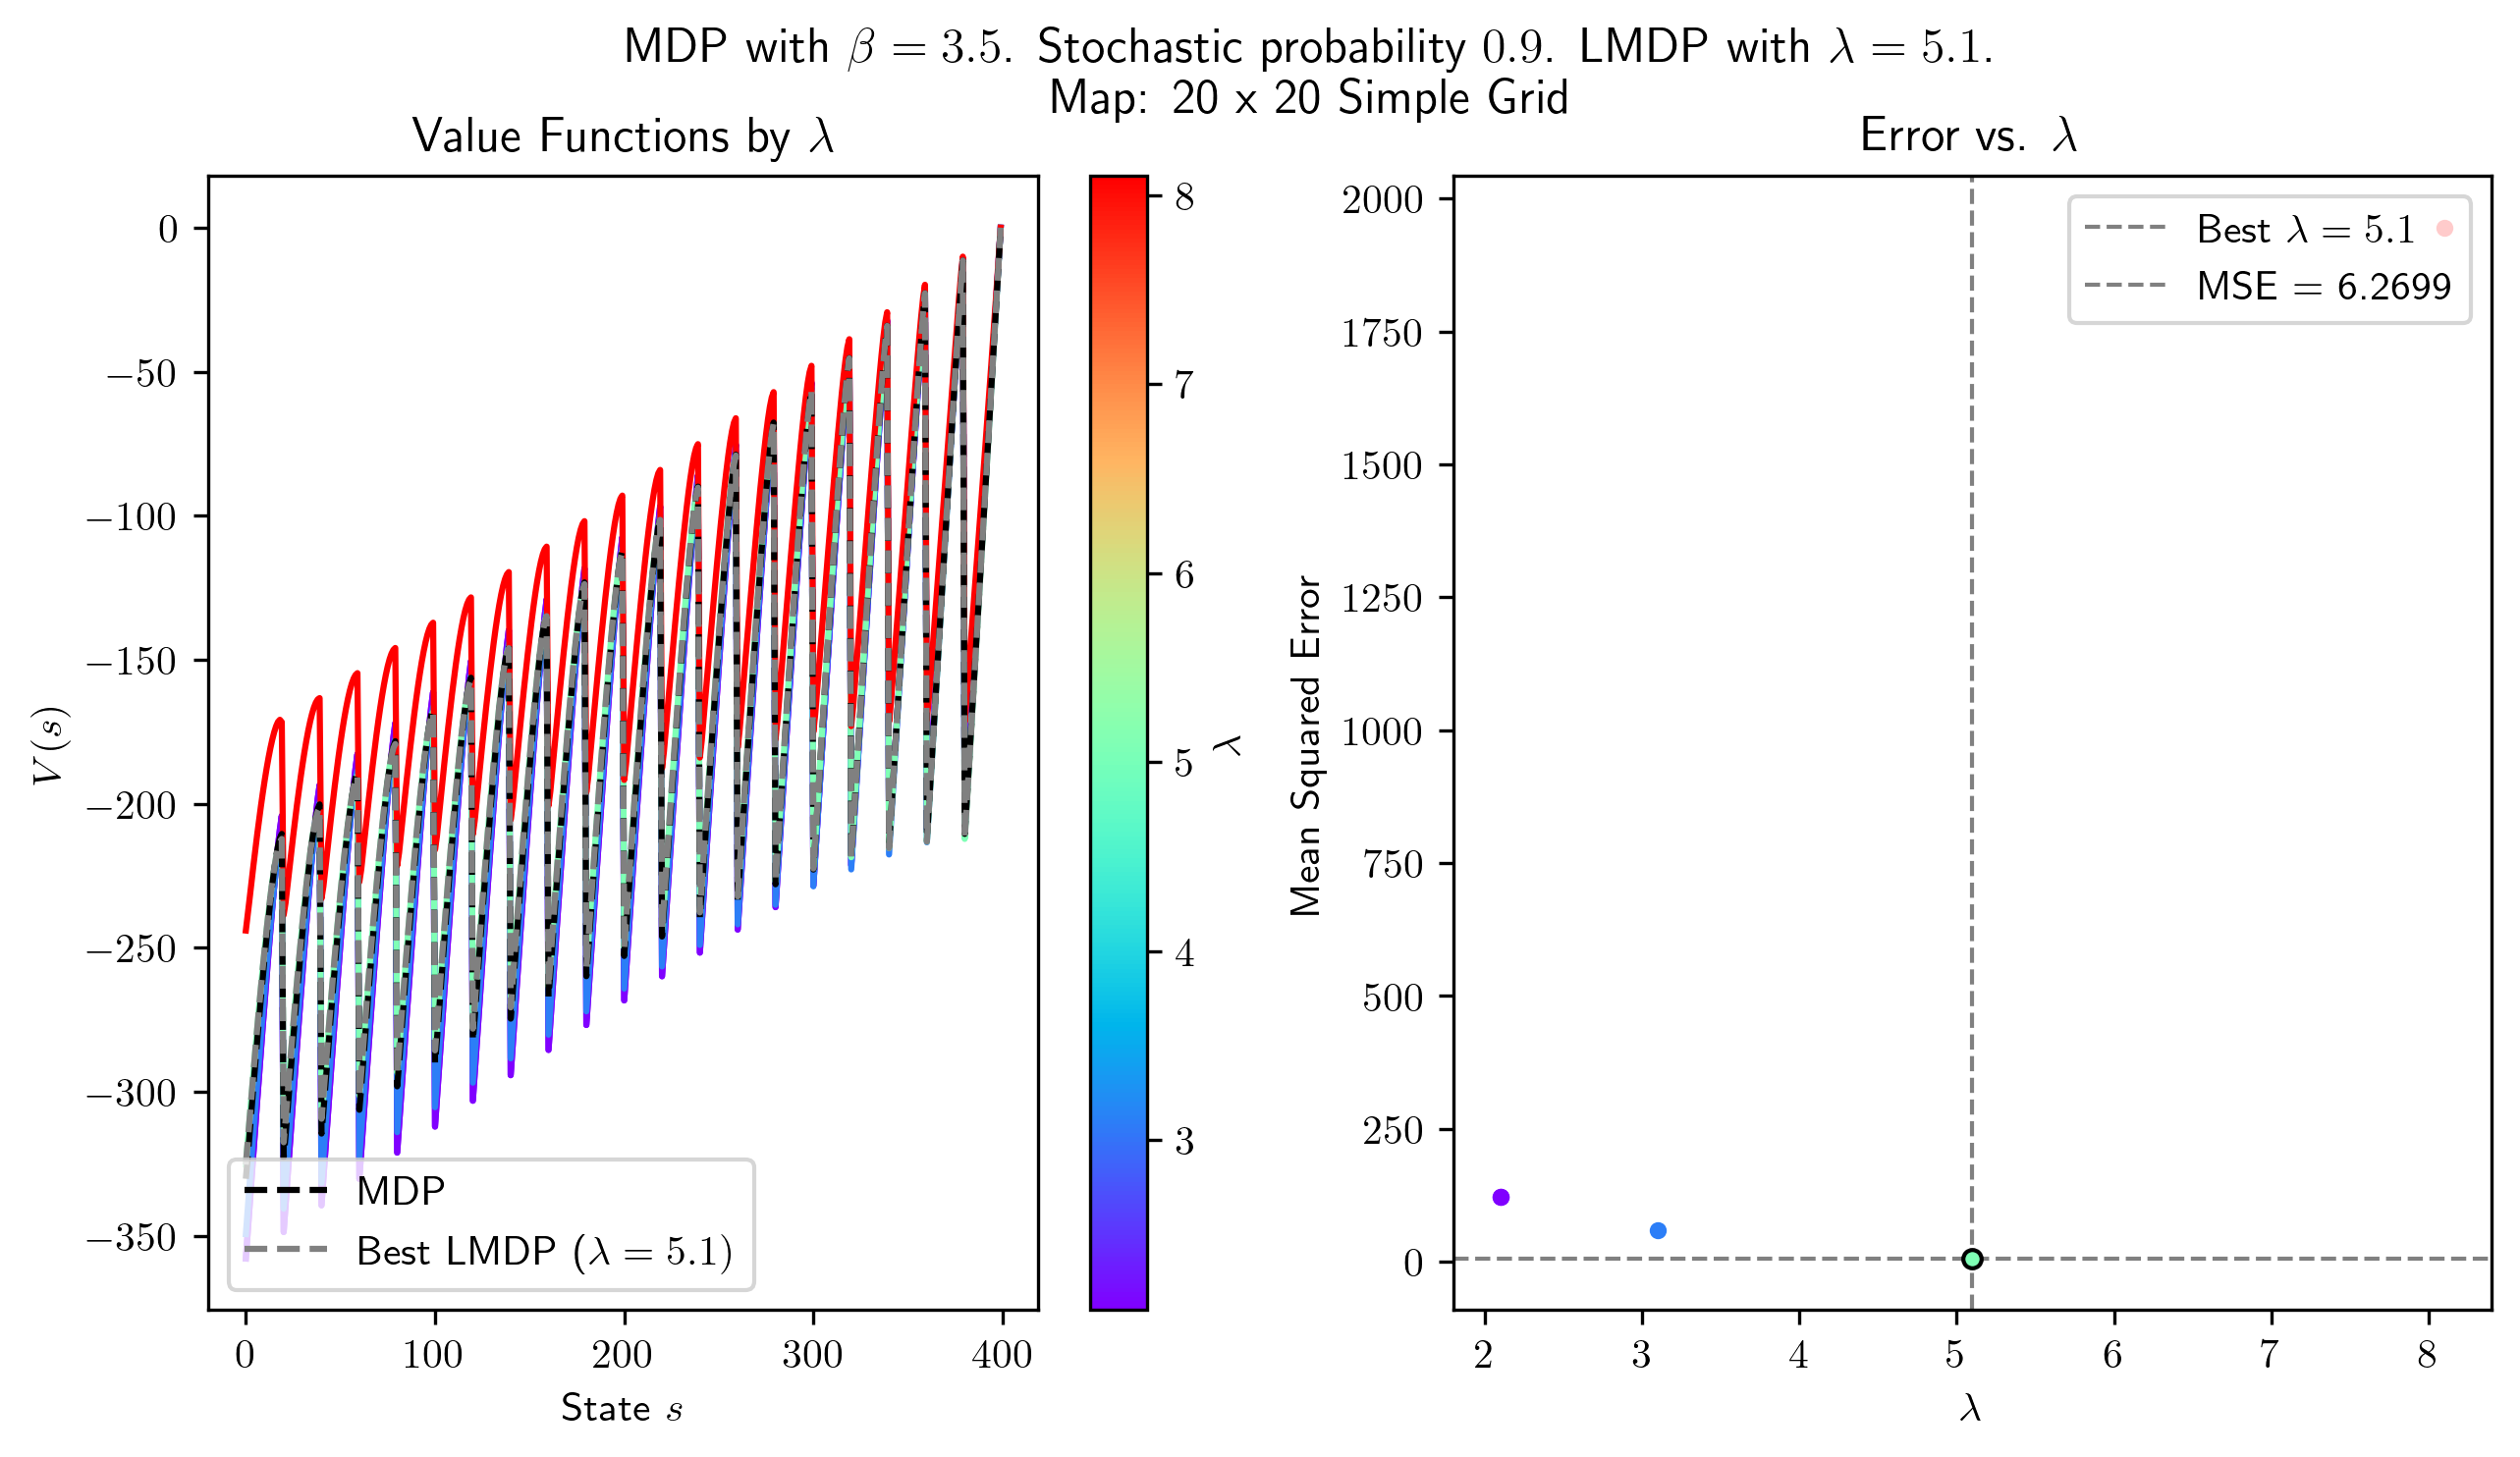 MDP with β = 3.5. Stochastic probability 0.9. LMDP with λ = 5.1.
Map: 20 x 20 Simple Grid
Value Functions by λ
0
−50
−100
−150
−200
−250
−300
−350
V(s)
0
100
200
300
400
State s
MDP
Best LMDP (λ = 5.1)
8
7
6
5
4
3
λ
Error vs. λ
2000
1750
1500
1250
1000
750
500
250
0
Mean Squared Error
2
3
4
5
6
7
8
λ
Best λ = 5.1
MSE = 6.2699